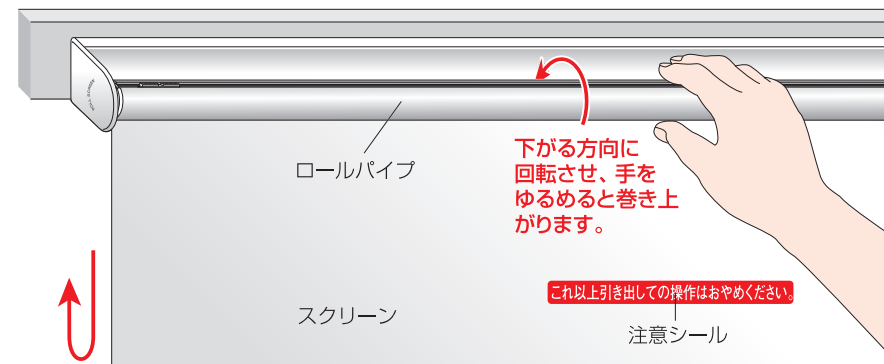 ロールパイプ
下がる方向に
回転させ、手を
ゆるめると巻き上
がります。
これ以上引き出しての操作はおやめください。
スクリーン
注意シール